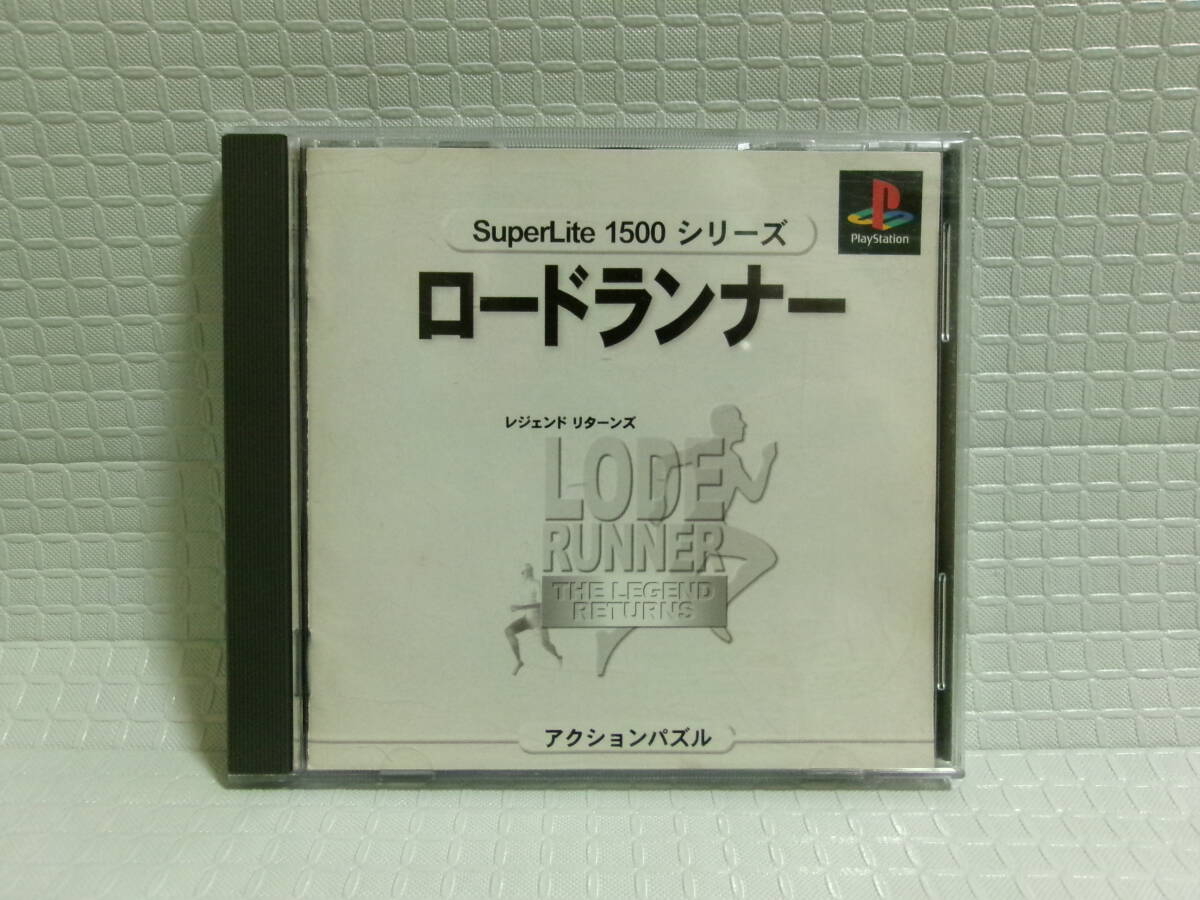 PlayStation
SuperLite 1500 シリーズ
ロードランナー
レジェンド リターンズ
LODE
RUNNER
THE LEGEND
RETURNS
アクションパズル